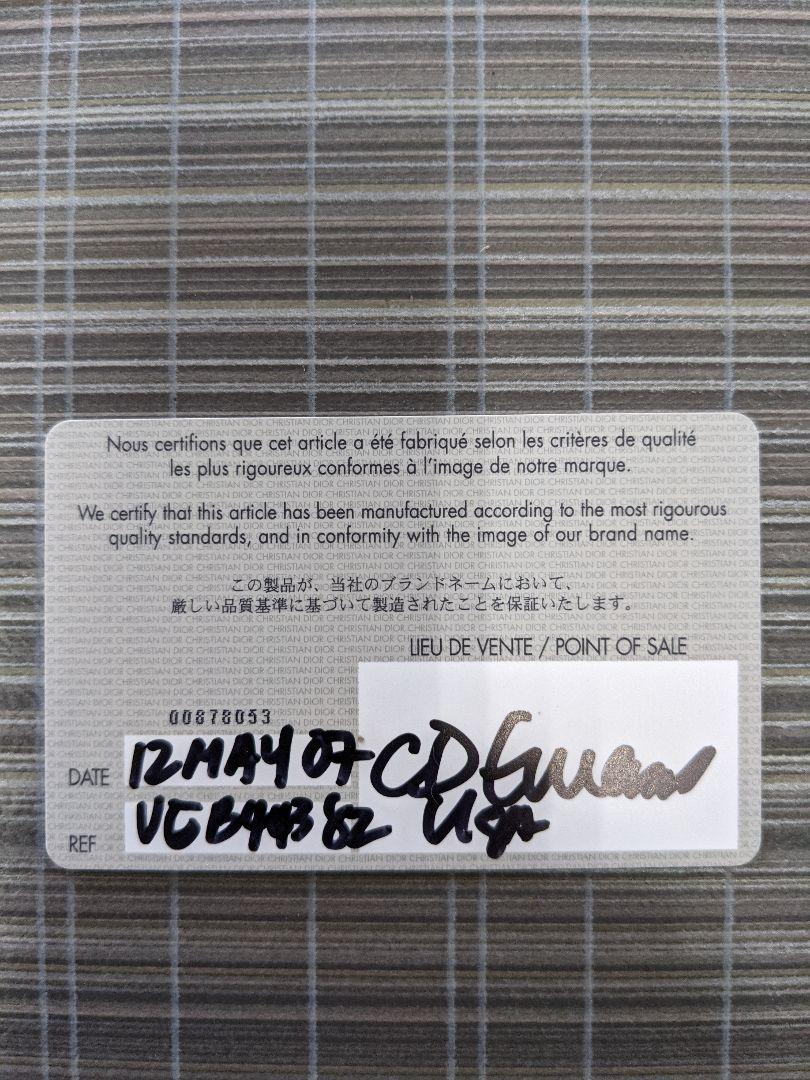 Nous certifions que cet article a été fabriqué selon les critères de qualité
les plus rigoureux conformes à l'image de notre marque.
We certify that this article has been manufactured according to the most rigourous
quality standards, and in conformity with the image of our brand name.
この製品が、当社のブランドネームにおいて、
厳しい品質基準に基づいて製造されたことを保証いたします。
LIEU DE VENTE / POINT OF SALE
00878053
DATE 12 MAY 07 CD
REF USA